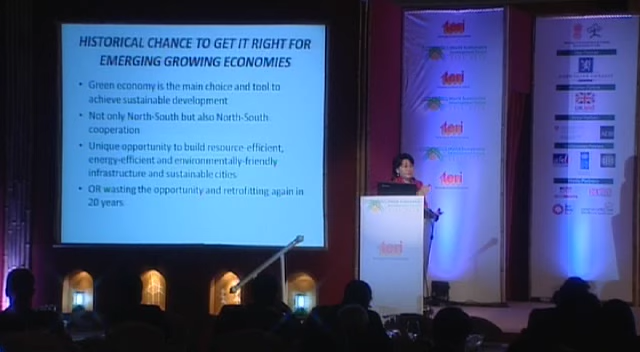 HISTORICAL CHANCE TO GET IT RIGHT FOR
EMERGING GROWING ECONOMIES
• Green economy is the main choice and tool to
achieve sustainable development
• Not only North-South but also North-South
cooperation
• Unique opportunity to build resource-efficient,
energy-efficient and environmentally-friendly
infrastructure and sustainable cities
• OR wasting the opportunity and retrofitting again in
20 years
teri
teri
teri
teri
teri
UKaid